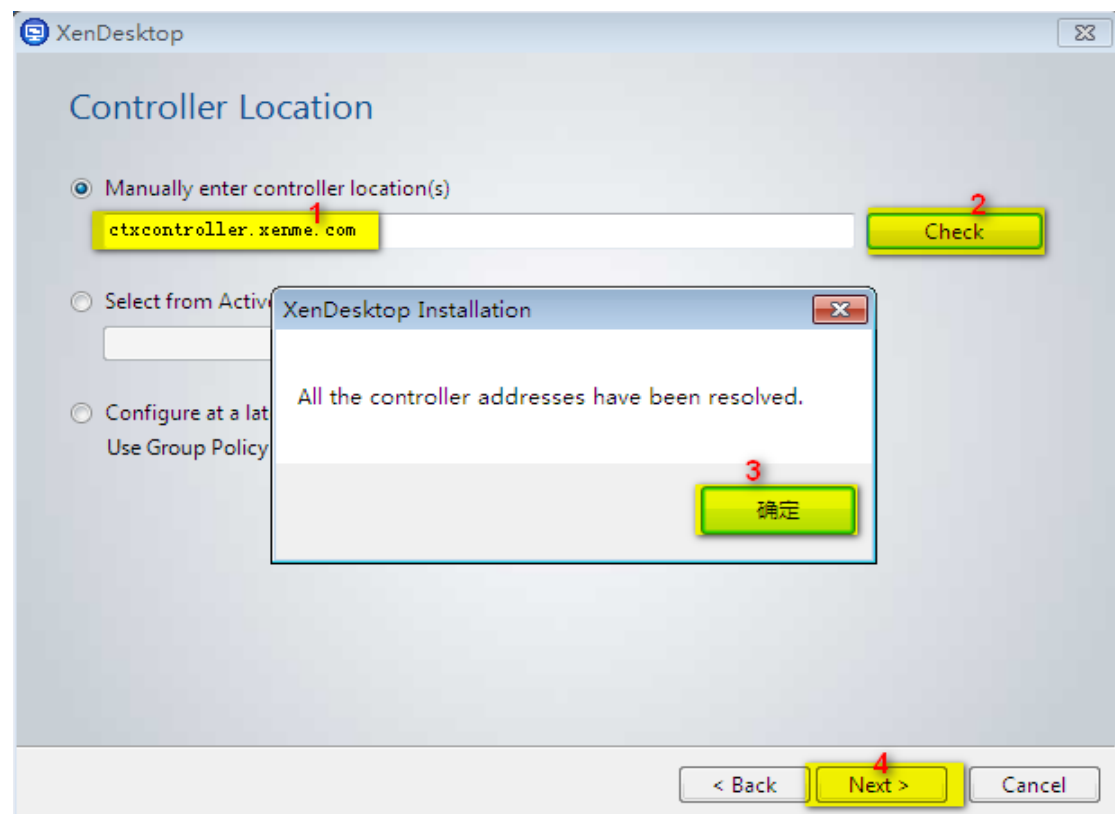 XenDesktop
Controller Location
Manually enter controller location(s)
1
ctxcontroller.xenme.com
2
Check
Select from Activ
XenDesktop Installation
All the controller addresses have been resolved.
Configure at a lat
Use Group Policy
3
确定
4
< Back
Next >
Cancel